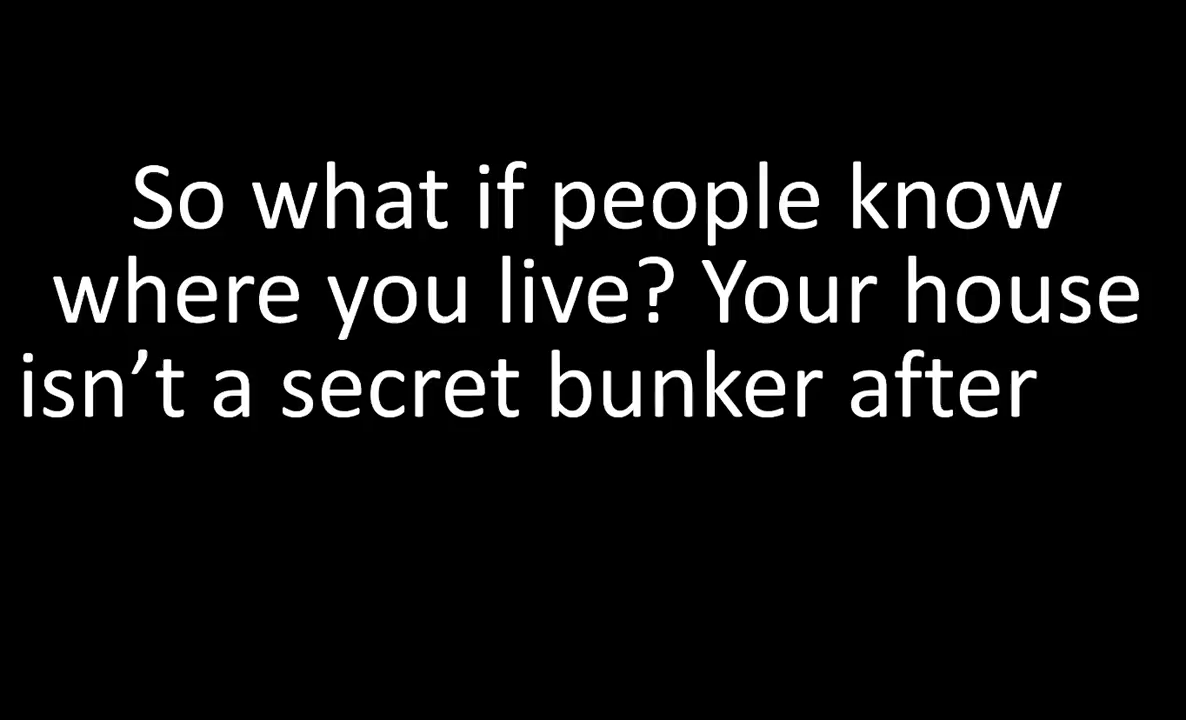 So what if people know
where you live? Your house
isn’t a secret bunker after